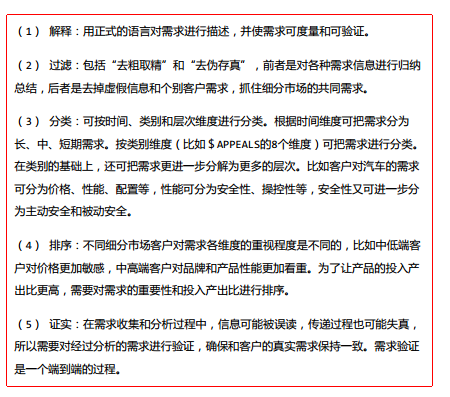 （1） 解释：用正式的语言对需求进行描述，并使需求可度量和可验证。
（2） 过滤：包括“去粗取精”和“去伪存真”，前者是对各种需求信息进行归纳
总结，后者是去掉虚假信息和个别客户需求，抓住细分市场的共同需求。
（3） 分类：可按时间、类别和层次维度进行分类。根据时间维度可把需求分为
长、中、短期需求。按类别维度（比如＄APPEALS的8个维度）可把需求进行分类。
在类别的基础上，还可把需求更进一步分解为更多的层次。比如客户对汽车的需求
可分为价格、性能、配置等，性能可分为安全性、操控性等，安全性又可进一步分
为主动安全和被动安全。
（4） 排序：不同细分市场客户对需求各维度的重视程度是不同的，比如中低端客
户对价格更加敏感，中高端客户对品牌和产品性能更加看重。为了让产品的投入产
出比更高，需要对需求的重要性和投入产出比进行排序。
（5） 证实：在需求收集和分析过程中，信息可能被误读，传递过程也可能失真，
所以需要对经过分析的需求进行验证，确保和客户的真实需求保持一致。需求验证
是一个端到端的过程。